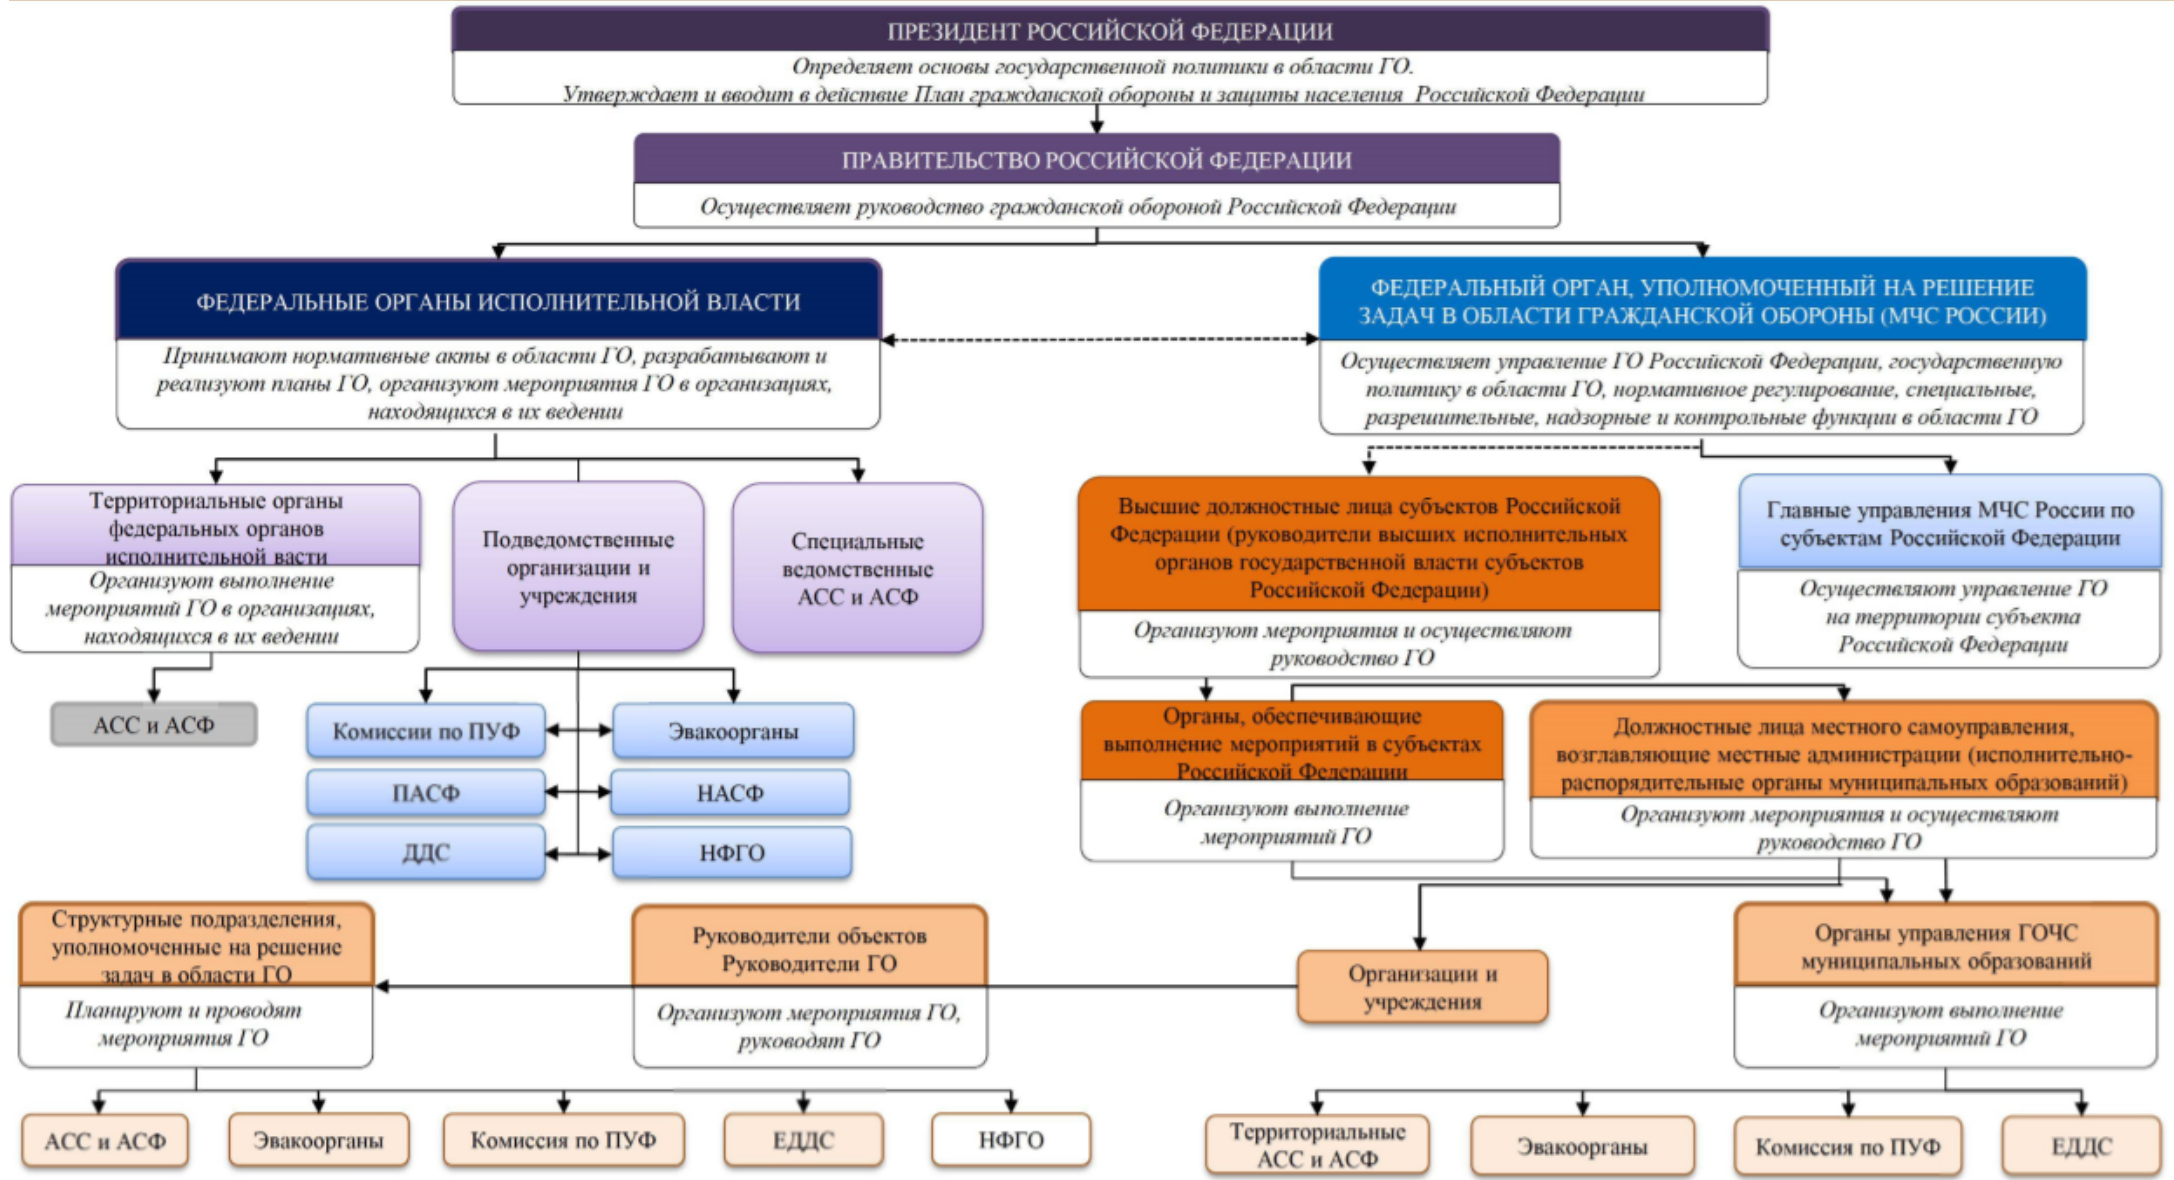 ПРЕЗИДЕНТ РОССИЙСКОЙ ФЕДЕРАЦИИ
Определяет основы государственной политики в области ГО.
Утверждает и вводит в действие План гражданской обороны и защиты населения Российской Федерации
ПРАВИТЕЛЬСТВО РОССИЙСКОЙ ФЕДЕРАЦИИ
Осуществляет руководство гражданской обороной Российской Федерации
ФЕДЕРАЛЬНЫЕ ОРГАНЫ ИСПОЛНИТЕЛЬНОЙ ВЛАСТИ
Принимают нормативные акты в области ГО, разрабатывают и
реализуют планы ГО, организуют мероприятия ГО в организациях,
находящихся в их ведении
ФЕДЕРАЛЬНЫЙ ОРГАН, УПОЛНОМОЧЕННЫЙ НА РЕШЕНИЕ
ЗАДАЧ В ОБЛАСТИ ГРАЖДАНСКОЙ ОБОРОНЫ (МЧС РОССИИ)
Осуществляет управление ГО Российской Федерации, государственную
политику в области ГО, нормативное регулирование, специальные,
разрешительные, надзорные и контрольные функции в области ГО
Территориальные органы
федеральных органов
исполнительной васти
Организуют выполнение
мероприятий ГО в организациях,
находящихся в их ведении
Подведомственные
организации и
учреждения
Специальные
ведомственные
АСС и АСФ
Высшие должностные лица субъектов Российской
Федерации (руководители высших исполнительных
органов государственной власти субъектов
Российской Федерации)
Организуют мероприятия и осуществляют
руководство ГО
Главные управления МЧС России по
субъектам Российской Федерации
Осуществляют управление ГО
на территории субъекта
Российской Федерации
АСС и АСФ
Комиссии по ПУФ
Эвакоорганы
ПАСФ
НАСФ
ДДС
НФГО
Органы, обеспечивающие
выполнение мероприятий в субъектах
Российской Федерации
Организуют выполнение
мероприятий ГО
Должностные лица местного самоуправления,
возглавляющие местные администрации (исполнительно-
распорядительные органы муниципальных образований)
Организуют мероприятия и осуществляют
руководство ГО
Структурные подразделения,
уполномоченные на решение
задач в области ГО
Планируют и проводят
мероприятия ГО
Руководители объектов
Руководители ГО
Организуют мероприятия ГО,
руководят ГО
Организации и
учреждения
Органы управления ГОЧС
муниципальных образований
Организуют выполнение
мероприятий ГО
АСС и АСФ
Эвакоорганы
Комиссия по ПУФ
ЕДДС
НФГО
Территориальные
АСС и АСФ
Эвакоорганы
Комиссия по ПУФ
ЕДДС